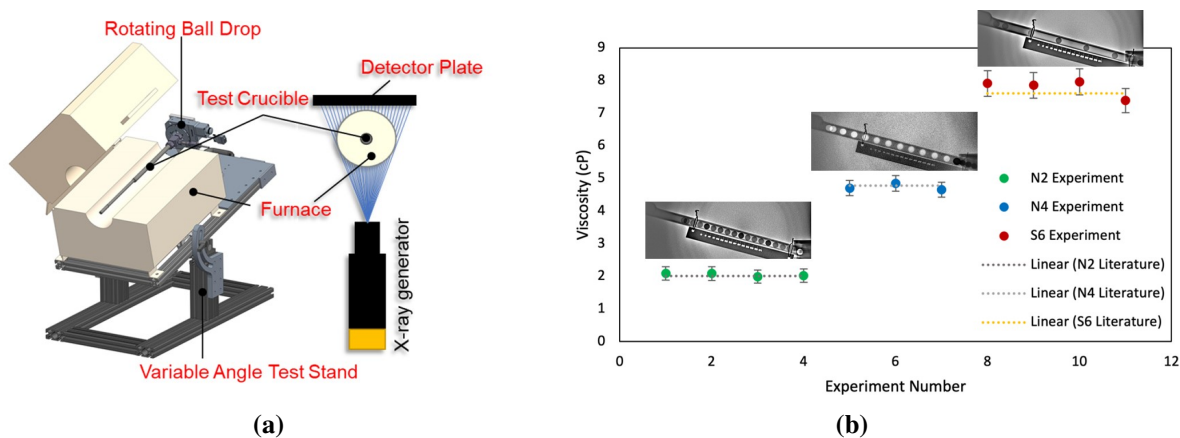 Rotating Ball Drop
Detector Plate
Test Crucible
Furnace
X-ray generator
Variable Angle Test Stand
(a)
Viscosity (cP)
9
8
7
6
5
4
3
2
1
0
0 2 4 6 8 10 12
Experiment Number
N2 Experiment
N4 Experiment
S6 Experiment
Linear (N2 Literature)
Linear (N4 Literature)
Linear (S6 Literature)
(b)